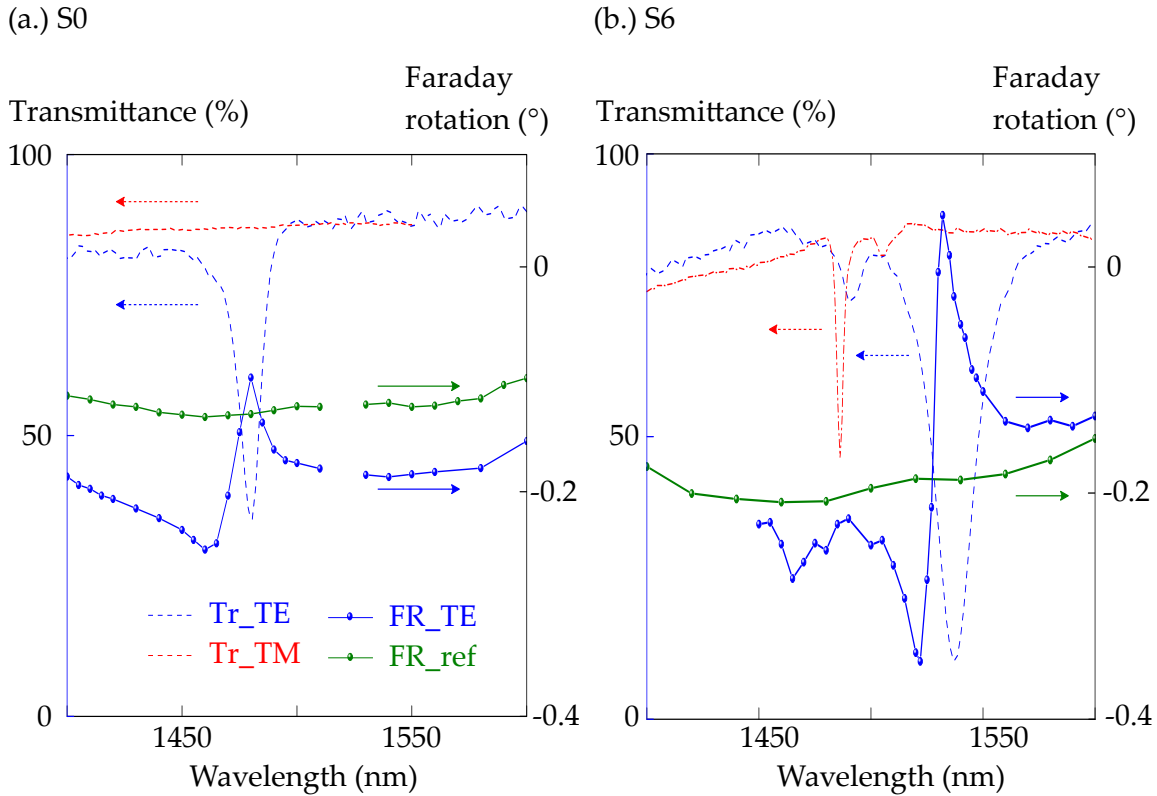 (a.) S0
(b.) S6
Transmittance (%)
Faraday
rotation (°)
100
50
0
0
-0.2
-0.4
1450
1550
Wavelength (nm)
Tr_TE
Tr_TM
FR_TE
FR_ref
Transmittance (%)
Faraday
rotation (°)
100
50
0
0
-0.2
-0.4
1450
1550
Wavelength (nm)